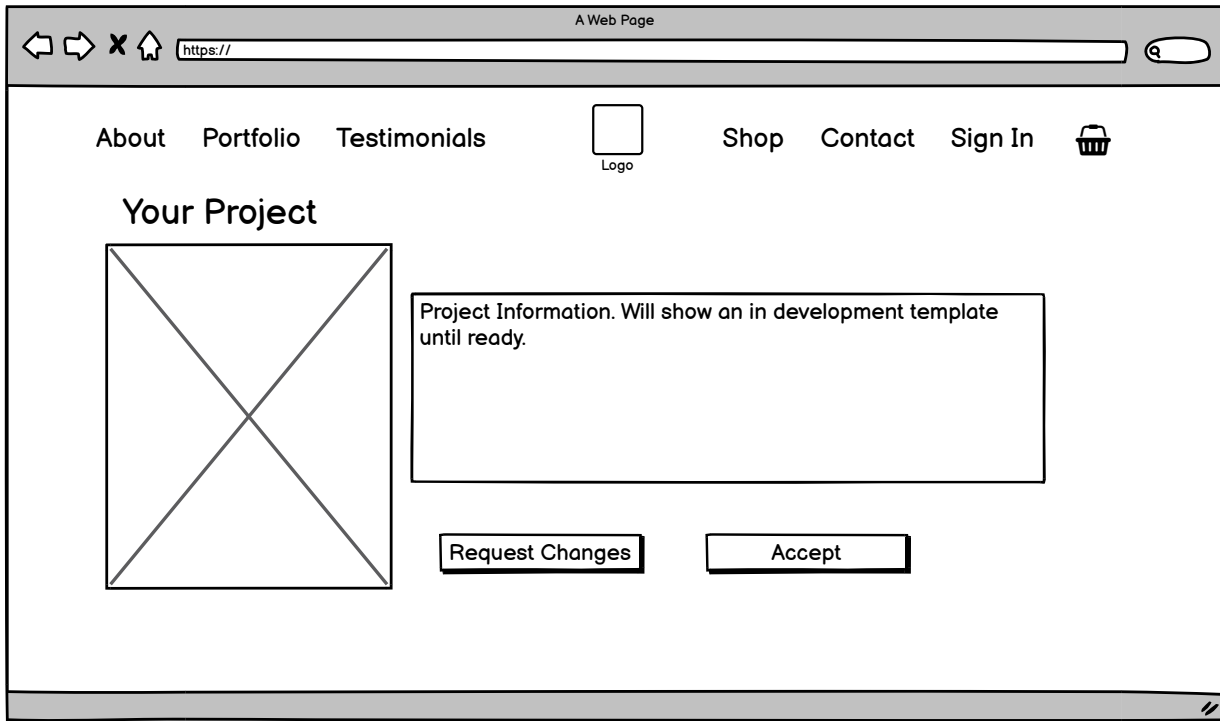 A Web Page
https://
About Portfolio Testimonials
Logo
Shop Contact Sign In
Your Project
Project Information. Will show an in development template
until ready.
Request Changes
Accept